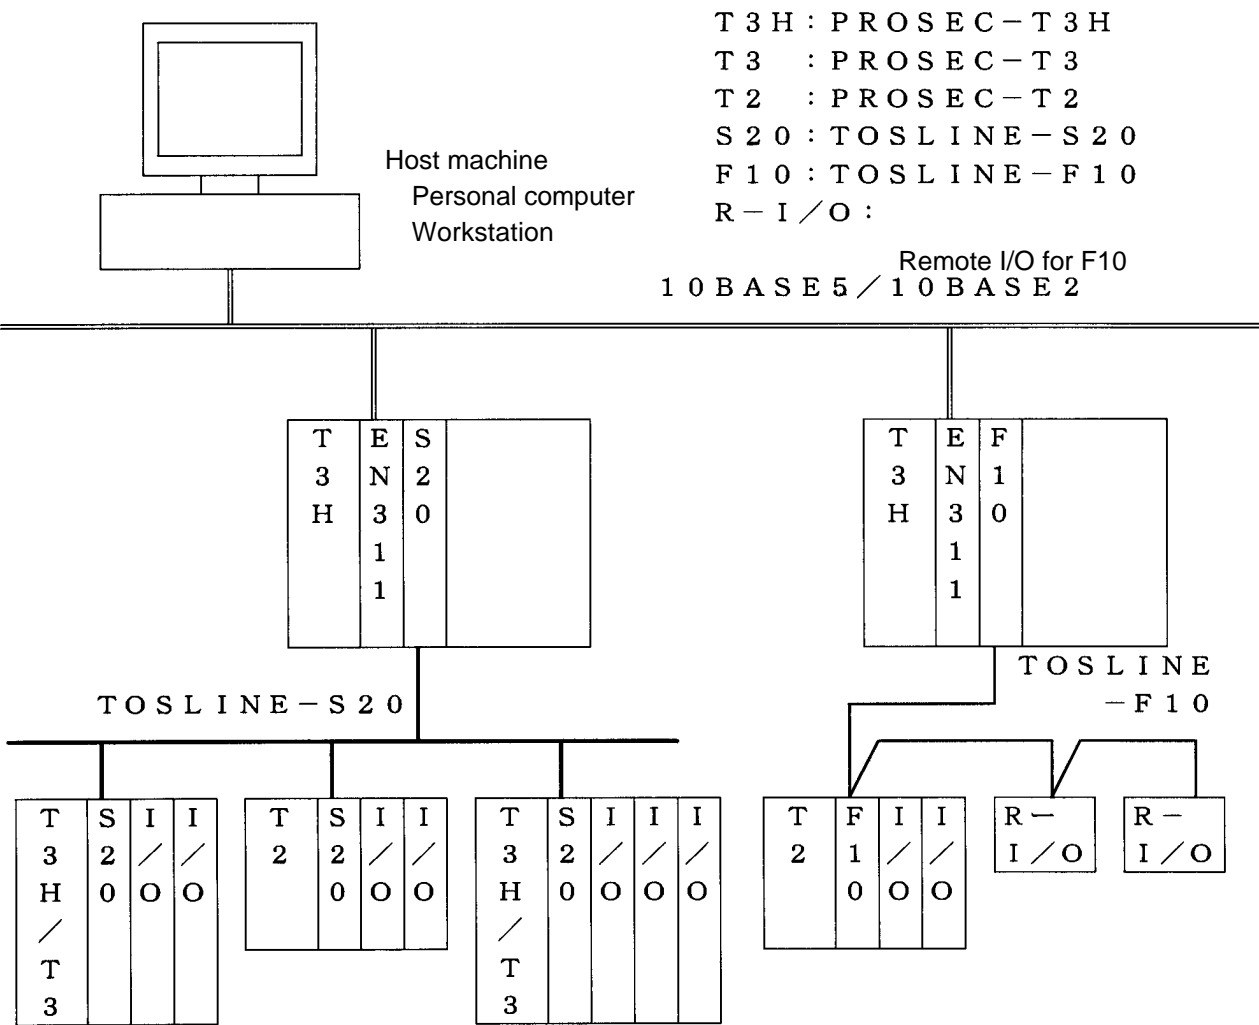 T3H:PROSEC-T3H
T3 :PROSEC-T3
T2 :PROSEC-T2
S20:TOSLINE-S20
F10:TOSLINE-F10
R-I/O:
Remote I/O for F10
Host machine
Personal computer
Workstation
10BASE5/10BASE2
T3H
EN311
S20
T3H
EN311
F10
TOSLINE-S20
TOSLINE
-F10
T3H/T3
S20
I/O
I/O
T2
S20
I/O
I/O
T3H/T3
S20
I/O
I/O
I/O
T2
F10
I/O
I/O
R-
I/O
R-
I/O